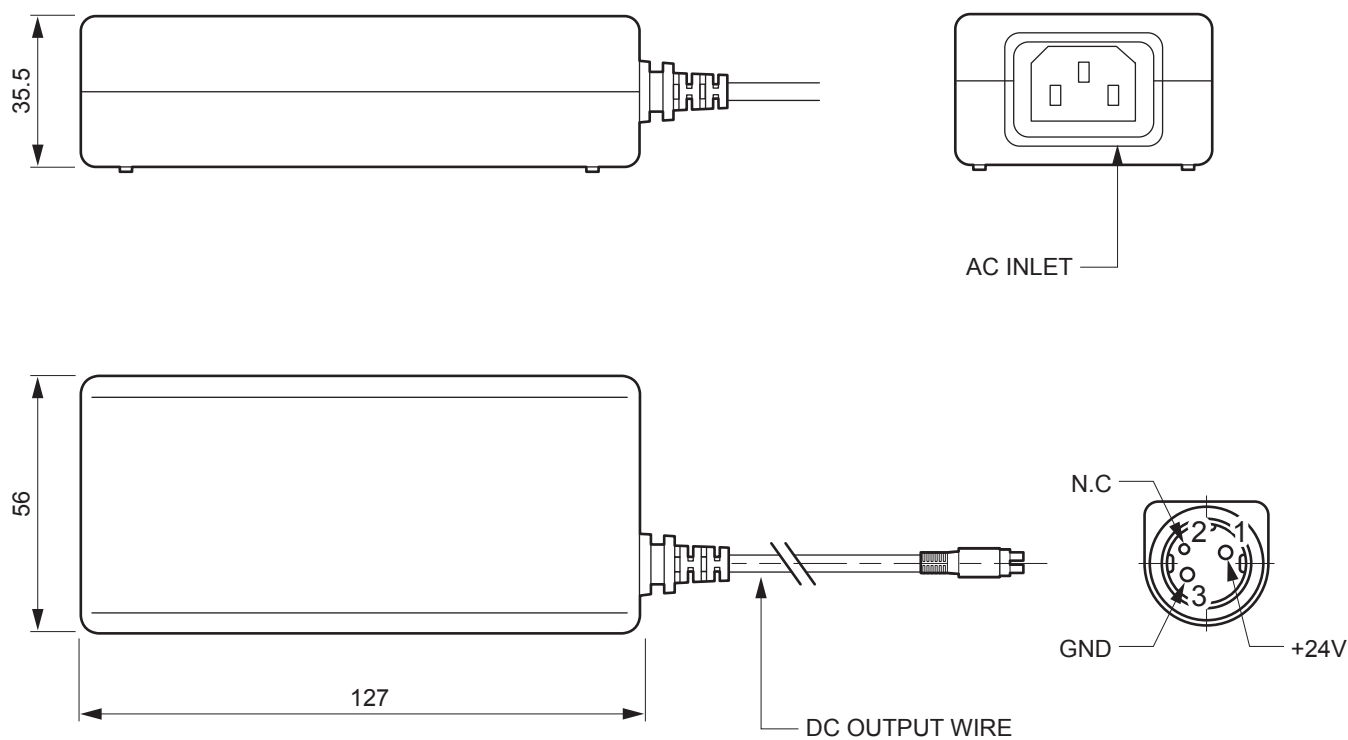 35.5
AC INLET
56
127
DC OUTPUT WIRE
N.C
2 1
3
GND
+24V